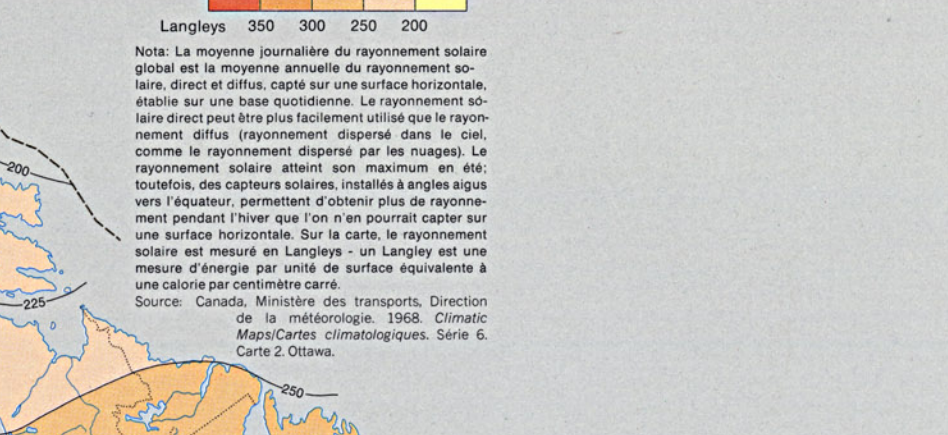 Langleys 350 300 250 200
Nota: La moyenne journalière du rayonnement solaire
global est la moyenne annuelle du rayonnement so-
laire, direct et diffus, capté sur une surface horizontale,
établie sur une base quotidienne. Le rayonnement só-
laire direct peut être plus facilement utilisé que le rayon-
nement diffus (rayonnement dispersé dans le ciel,
comme le rayonnement dispersé par les nuages). Le
rayonnement solaire atteint son maximum en été;
toutefois, des capteurs solaires, installés à angles aigus
vers l'équateur, permettent d'obtenir plus de rayonne-
ment pendant l'hiver que l'on n'en pourrait capter sur
une surface horizontale. Sur la carte, le rayonnement
solaire est mesuré en Langleys - un Langley est une
mesure d'énergie par unité de surface équivalente à
une calorie par centimètre carré.
Source: Canada, Ministère des transports, Direction
de la météorologie. 1968. Climatic
Maps/Cartes climatologiques. Série 6.
Carte 2. Ottawa.
200
225
250